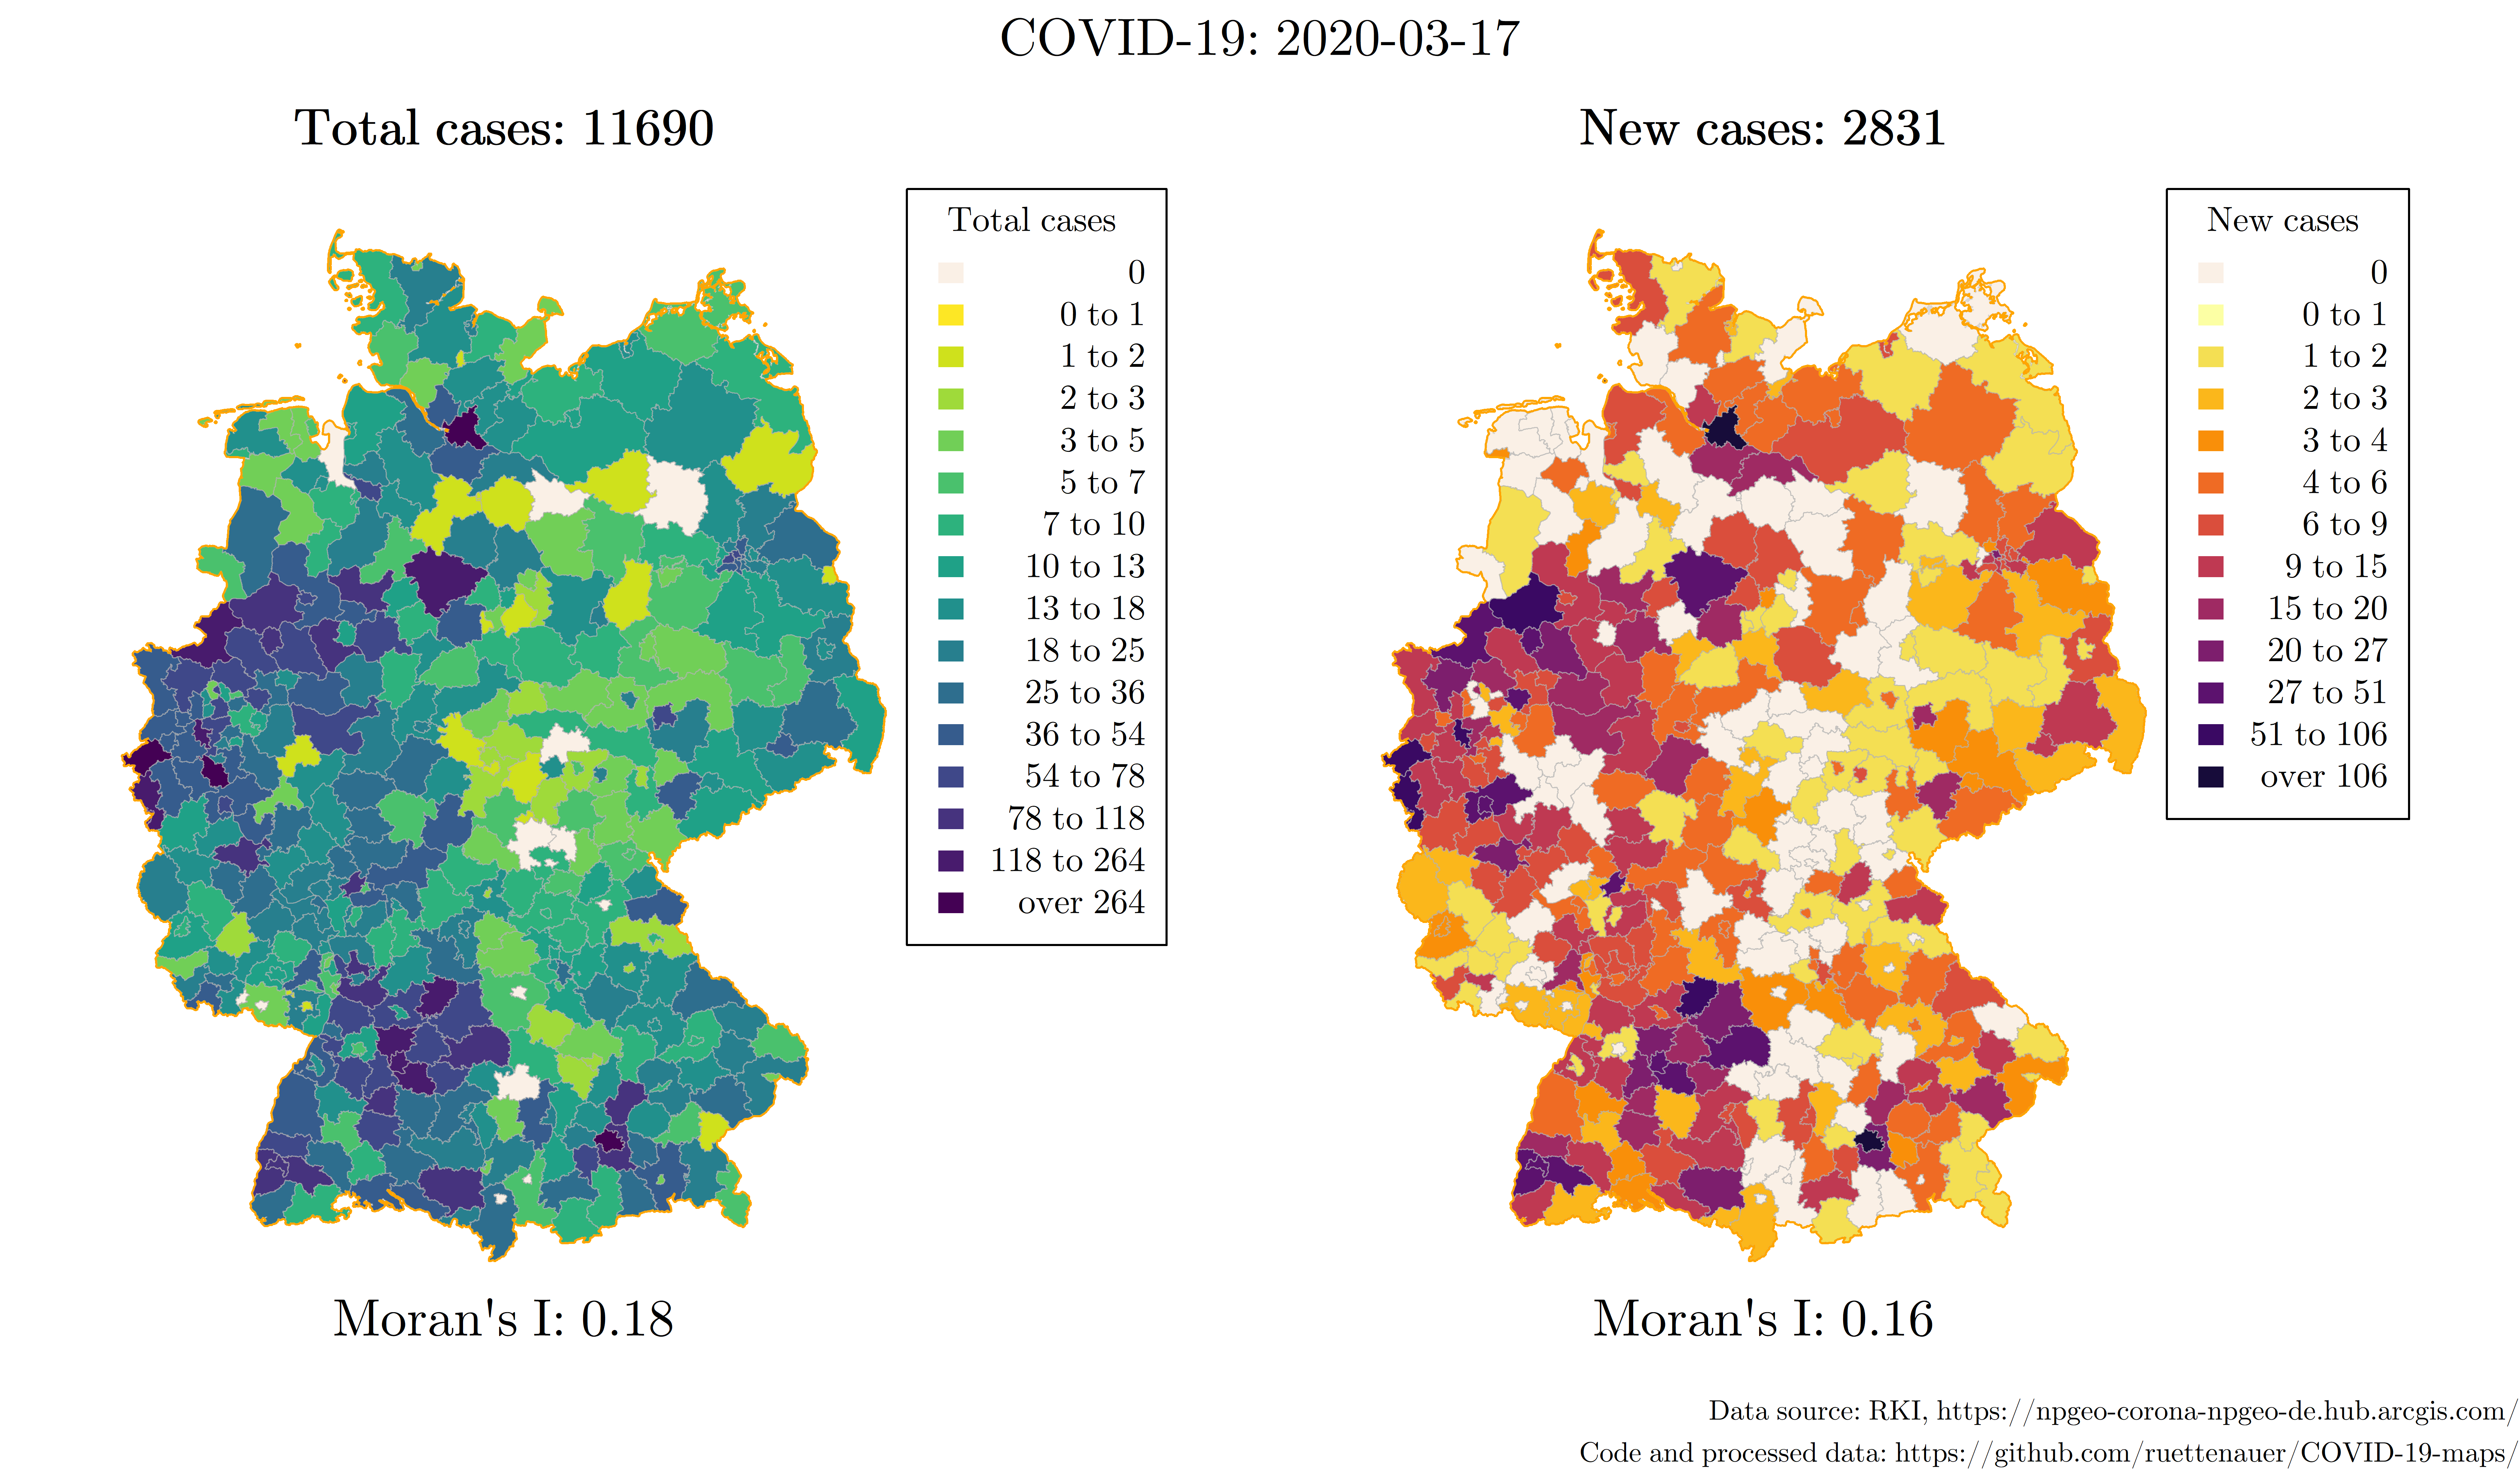 COVID-19: 2020-03-17
Total cases: 11690
Total cases
0
0 to 1
1 to 2
2 to 3
3 to 5
5 to 7
7 to 10
10 to 13
13 to 18
18 to 25
25 to 36
36 to 54
54 to 78
78 to 118
118 to 264
over 264
Moran's I: 0.18
New cases: 2831
New cases
0
0 to 1
1 to 2
2 to 3
3 to 4
4 to 6
6 to 9
9 to 15
15 to 20
20 to 27
27 to 51
51 to 106
over 106
Moran's I: 0.16
Data source: RKI, https://npgeo-corona-npgeo-de.hub.arcgis.com/
Code and processed data: https://github.com/ruettenauer/COVID-19-maps/